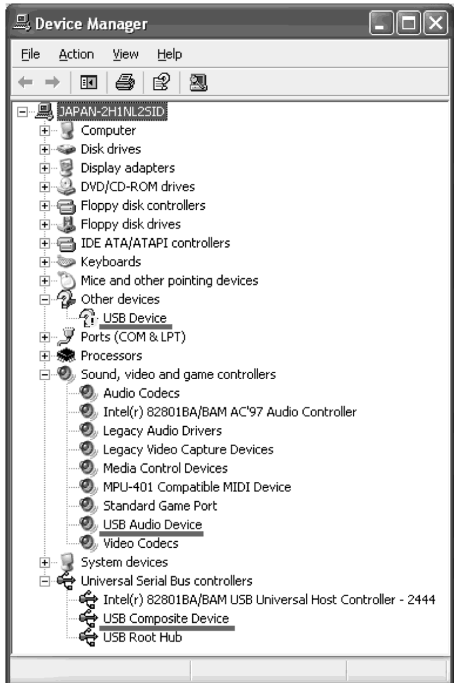 Device Manager
File Action View Help
JAPAN-2H1NL2SID
Computer
Disk drives
Display adapters
DVD/CD-ROM drives
Floppy disk controllers
Floppy disk drives
IDE ATA/ATAPI controllers
Keyboards
Mice and other pointing devices
Other devices
USB Device
Ports (COM & LPT)
Processors
Sound, video and game controllers
Audio Codecs
Intel(r) 82801BA/BAM AC'97 Audio Controller
Legacy Audio Drivers
Legacy Video Capture Devices
Media Control Devices
MPU-401 Compatible MIDI Device
Standard Game Port
USB Audio Device
Video Codecs
System devices
Universal Serial Bus controllers
Intel(r) 82801BA/BAM USB Universal Host Controller - 2444
USB Composite Device
USB Root Hub